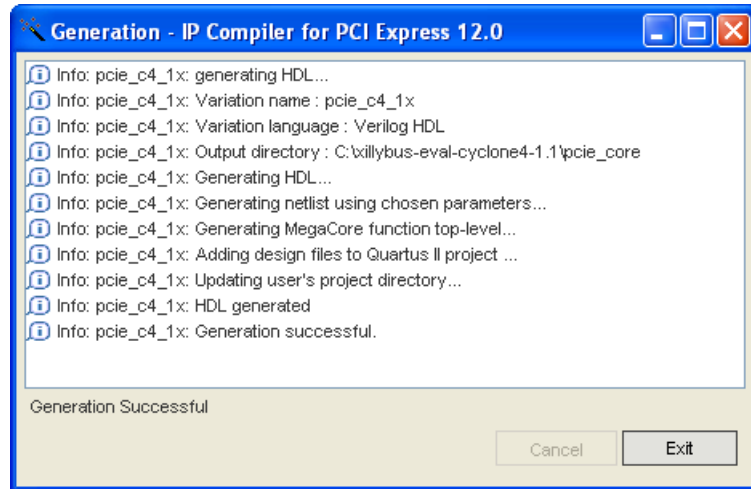 Generation - IP Compiler for PCI Express 12.0
Info: pcie_c4_1x: generating HDL...
Info: pcie_c4_1x: Variation name : pcie_c4_1x
Info: pcie_c4_1x: Variation language : Verilog HDL
Info: pcie_c4_1x: Output directory : C:\xillybus-eval-cyclone4-1.1\pcie_core
Info: pcie_c4_1x: Generating HDL...
Info: pcie_c4_1x: Generating netlist using chosen parameters...
Info: pcie_c4_1x: Generating MegaCore function top-level...
Info: pcie_c4_1x: Adding design files to Quartus II project ...
Info: pcie_c4_1x: Updating user's project directory...
Info: pcie_c4_1x: HDL generated
Info: pcie_c4_1x: Generation successful.
Generation Successful
Cancel Exit